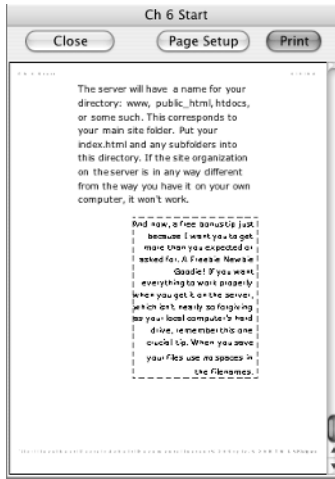 Ch 6 Start
Close
Page Setup
Print
The server will have a name for your
directory: www, public_html, htdocs,
or some such. This corresponds to
your main site folder. Put your
index.html and any subfolders into
this directory. If the site organization
on the server is in any way different
from the way you have it on your own
computer, it won't work.
And now, a free bonus tip just
because I want you to get
more than you expected or
asked for. A Freebie Newbie
Goodie! If you want
everything to work properly
when you get it on the server,
which isn't nearly so forgiving
as your local computer's hard
drive, remember this one
crucial tip. When you save
your files use no spaces in
the filenames.